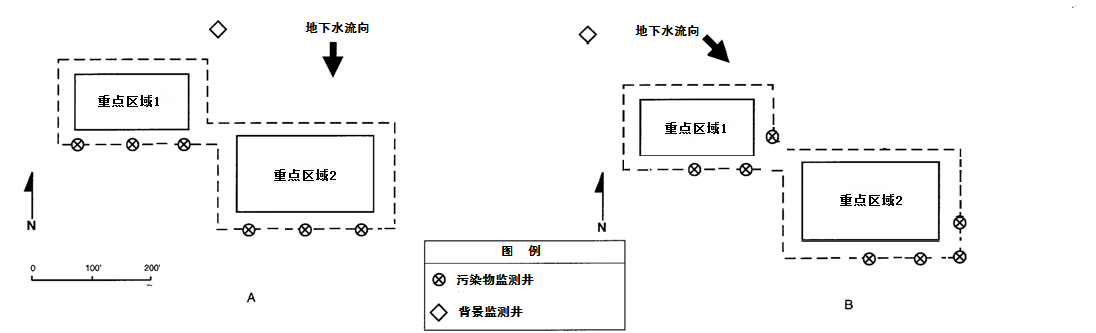 地下水流向
重点区域1
重点区域2
N
0 100' 200'
A
地下水流向
重点区域1
重点区域2
N
B
图 例
污染物监测井
背景监测井